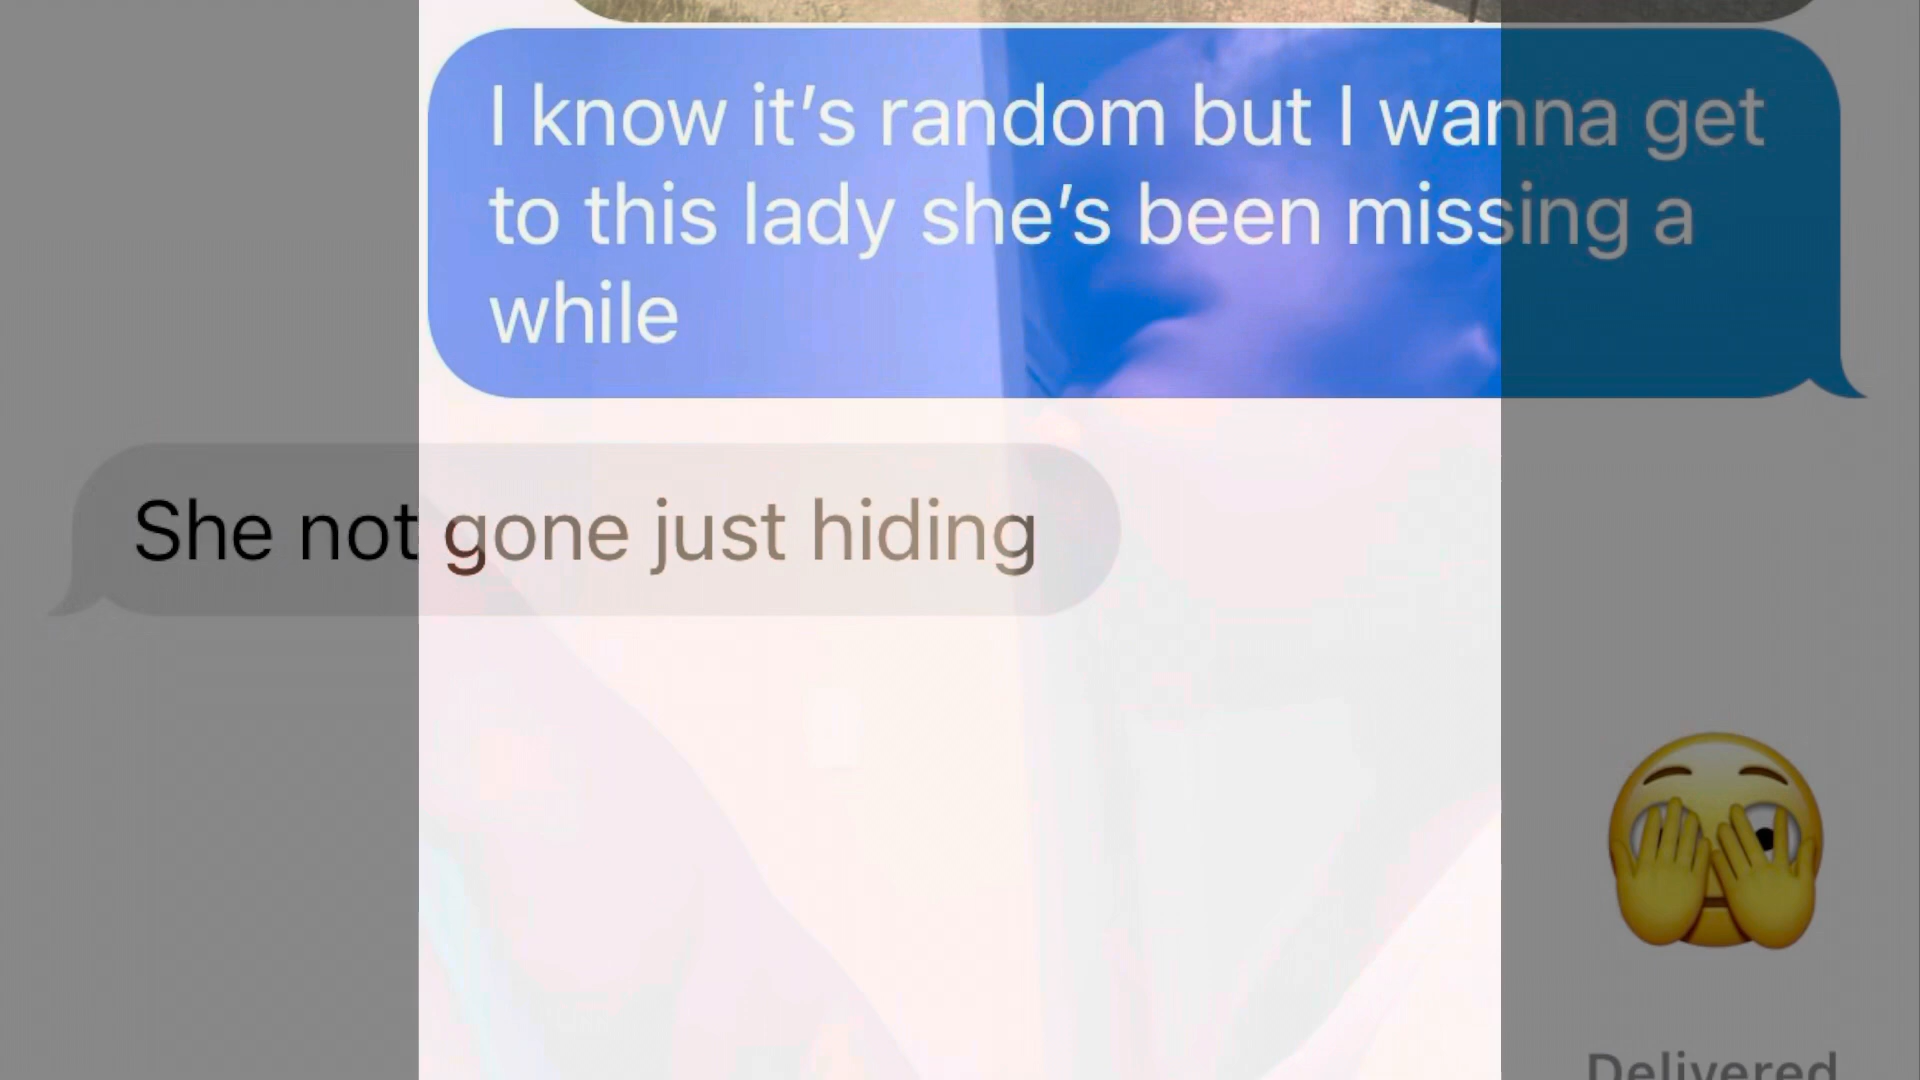 I know it’s random but I wanna get
to this lady she’s been missing a
while
She not gone just hiding
Delivered